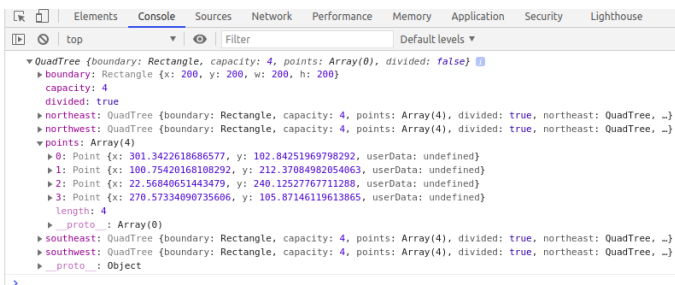 Elements Console Sources Network Performance Memory Application Security Lighthouse
top ▼ Filter Default levels ▼
▼QuadTree {boundary: Rectangle, capacity: 4, points: Array(0), divided: false} i
▶boundary: Rectangle {x: 200, y: 200, w: 200, h: 200}
capacity: 4
divided: true
▶northeast: QuadTree {boundary: Rectangle, capacity: 4, points: Array(4), divided: true, northeast: QuadTree, …}
▶northwest: QuadTree {boundary: Rectangle, capacity: 4, points: Array(4), divided: true, northeast: QuadTree, …}
▼points: Array(4)
▶0: Point {x: 301.3422618686577, y: 102.84251969798292, userData: undefined}
▶1: Point {x: 100.75420168108292, y: 212.37084982054063, userData: undefined}
▶2: Point {x: 22.56840651443479, y: 240.12527767711288, userData: undefined}
▶3: Point {x: 270.57334090735606, y: 105.87146119613865, userData: undefined}
length: 4
▶__proto__: Array(0)
▶southeast: QuadTree {boundary: Rectangle, capacity: 4, points: Array(4), divided: true, northeast: QuadTree, …}
▶southwest: QuadTree {boundary: Rectangle, capacity: 4, points: Array(4), divided: true, northeast: QuadTree, …}
▶__proto__: Object
>